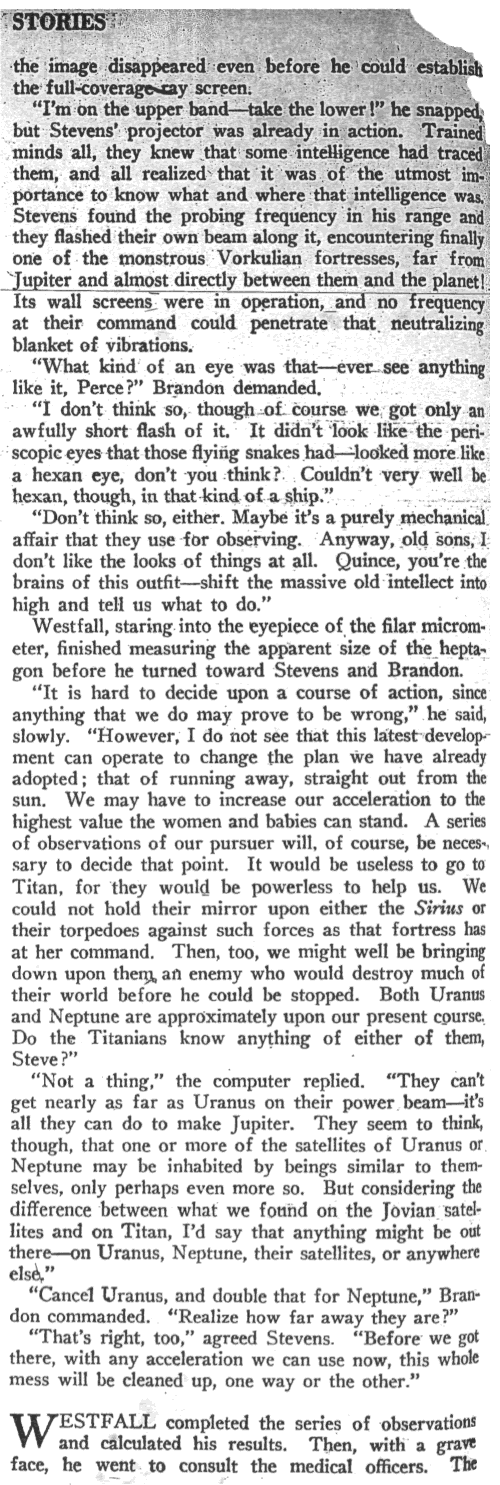 STORIES
the image disappeared even before he could establish
the full-coverage ray screen.
"I'm on the upper band—take the lower!" he snapped,
but Stevens' projector was already in action. Trained
minds all, they knew that some intelligence had traced
them, and all realized that it was of the utmost im-
portance to know what and where that intelligence was.
Stevens found the probing frequency in his range and
they flashed their own beam along it, encountering finally
one of the monstrous Vorkulian fortresses, far from
Jupiter and almost directly between them and the planet!
Its wall screens were in operation, and no frequency
at their command could penetrate that neutralizing
blanket of vibrations.
"What kind of an eye was that—ever see anything
like it, Perce?" Brandon demanded.
"I don't think so, though of course we got only an
awfully short flash of it. It didn't look like the peri-
scopic eyes that those flying snakes had—looked more like
a hexan eye, don't you think? Couldn't very well be
hexan, though, in that kind of a ship."
"Don't think so, either. Maybe it's a purely mechanical
affair that they use for observing. Anyway, old sons, I
don't like the looks of things at all. Quince, you're the
brains of this outfit—shift the massive old intellect into
high and tell us what to do."
Westfall, staring into the eyepiece of the filar microm-
eter, finished measuring the apparent size of the hepta-
gon before he turned toward Stevens and Brandon.
"It is hard to decide upon a course of action, since
anything that we do may prove to be wrong," he said,
slowly. "However, I do not see that this latest develop-
ment can operate to change the plan we have already
adopted; that of running away, straight out from the
sun. We may have to increase our acceleration to the
highest value the women and babies can stand. A series
of observations of our pursuer will, of course, be neces-
sary to decide that point. It would be useless to go to
Titan, for they would be powerless to help us. We
could not hold their mirror upon either the Sirius or
their torpedoes against such forces as that fortress has
at her command. Then, too, we might well be bringing
down upon them an enemy who would destroy much of
their world before he could be stopped. Both Uranus
and Neptune are approximately upon our present course.
Do the Titanians know anything of either of them,
Steve?"
"Not a thing," the computer replied. "They can't
get nearly as far as Uranus on their power beam—it's
all they can do to make Jupiter. They seem to think,
though, that one or more of the satellites of Uranus or
Neptune may be inhabited by beings similar to them-
selves, only perhaps even more so. But considering the
difference between what we found on the Jovian satel-
lites and on Titan, I'd say that anything might be out
there—on Uranus, Neptune, their satellites, or anywhere
else."
"Cancel Uranus, and double that for Neptune," Bran-
don commanded. "Realize how far away they are?"
"That's right, too," agreed Stevens. "Before we got
there, with any acceleration we can use now, this whole
mess will be cleaned up, one way or the other."
WESTFALL completed the series of observations
and calculated his results. Then, with a grave
face, he went to consult the medical officers. The